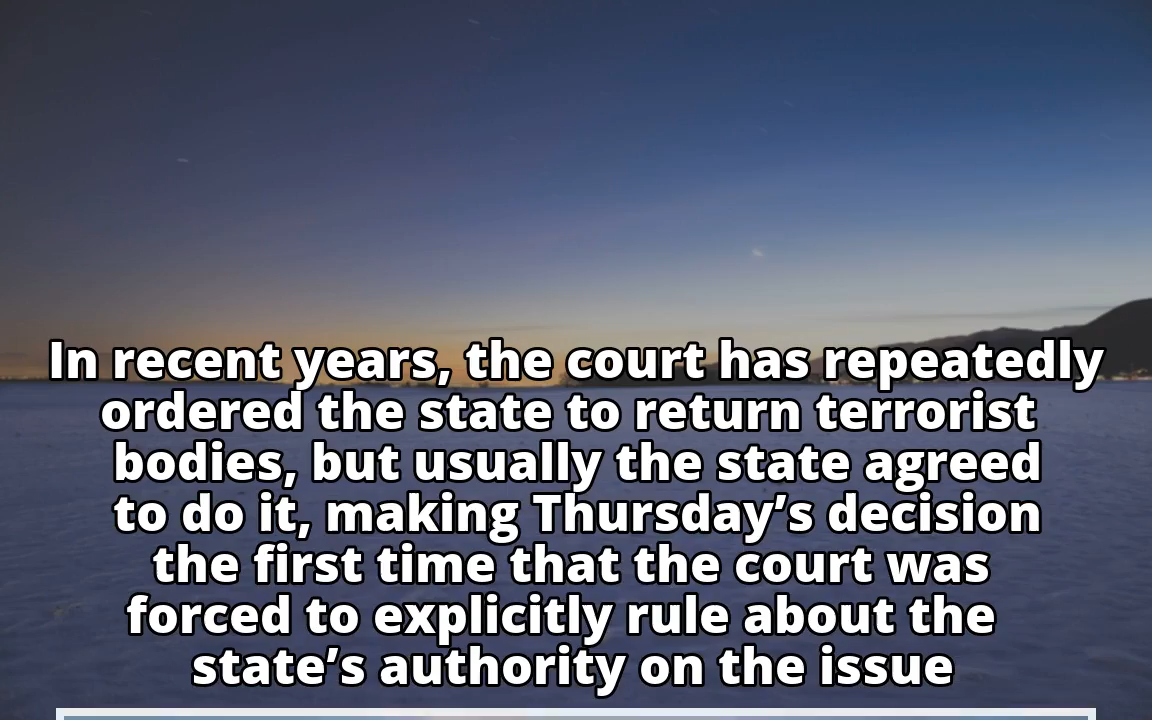 In recent years, the court has repeatedly
ordered the state to return terrorist
bodies, but usually the state agreed
to do it, making Thursday’s decision
the first time that the court was
forced to explicitly rule about the
state’s authority on the issue